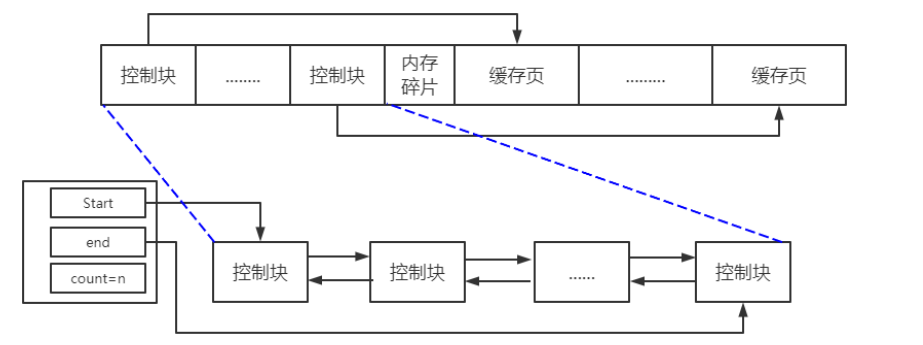 控制块
........
控制块
内存
碎片
缓存页
.........
缓存页
Start
end
count=n
控制块
控制块
......
控制块